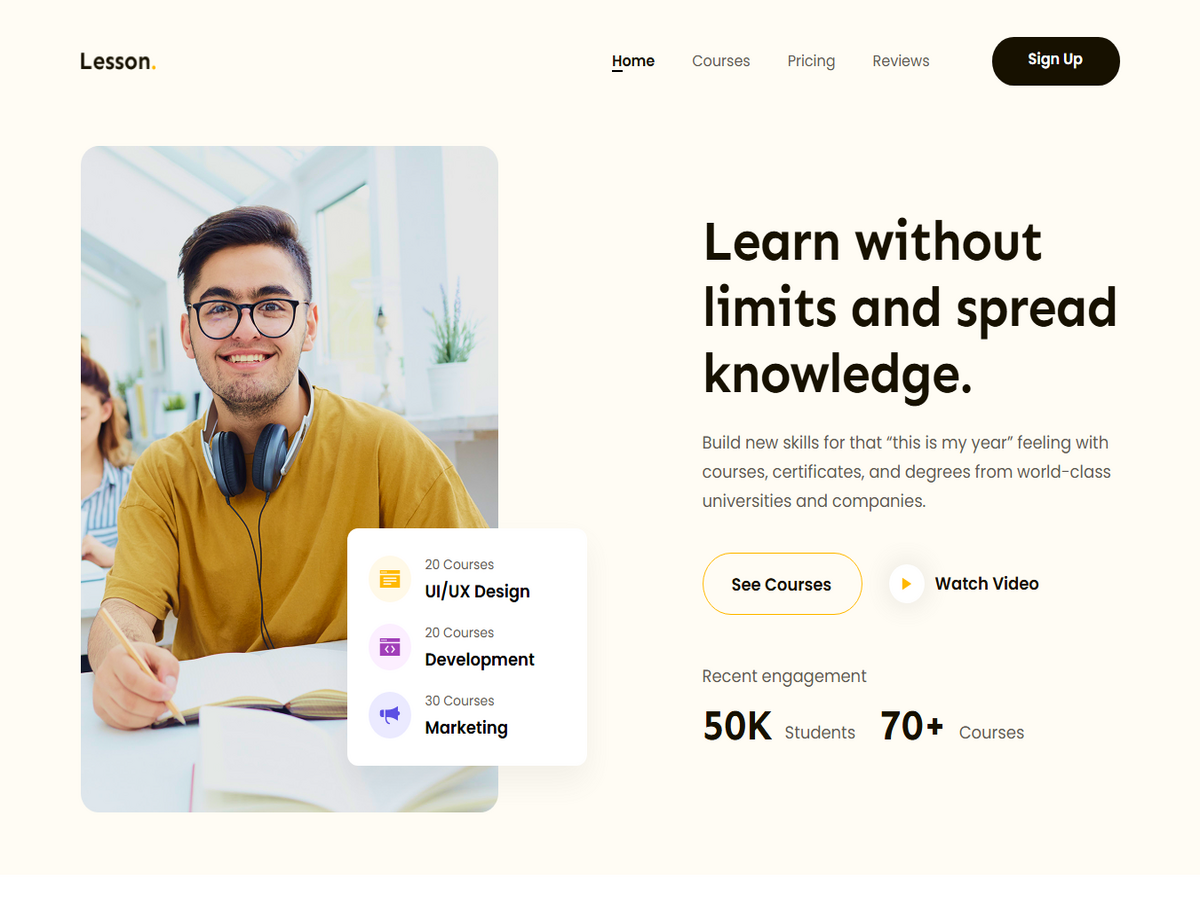 Lesson.
Home
Courses
Pricing
Reviews
Sign Up
Learn without
limits and spread
knowledge.
Build new skills for that “this is my year” feeling with
courses, certificates, and degrees from world-class
universities and companies.
See Courses
Watch Video
20 Courses
UI/UX Design
20 Courses
Development
30 Courses
Marketing
Recent engagement
50K Students 70+ Courses